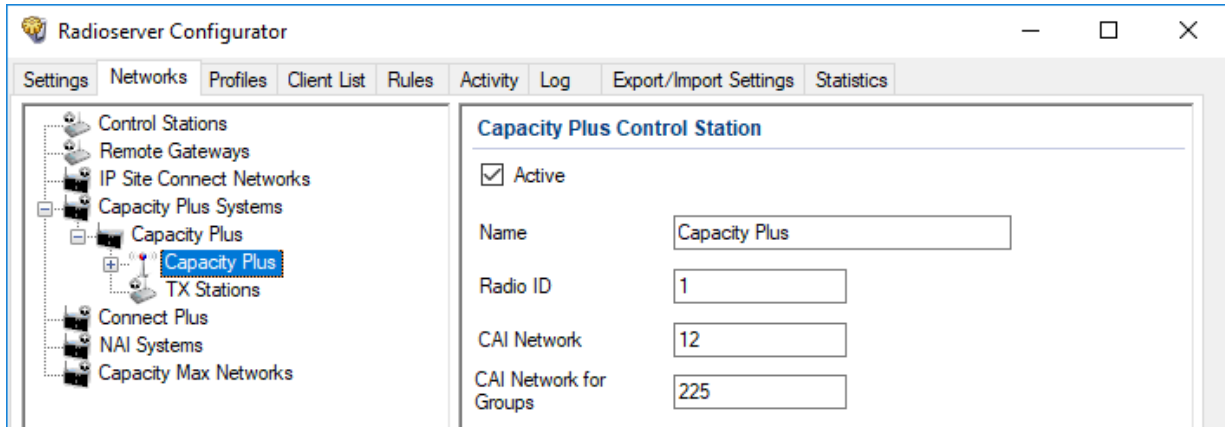 Radioserver Configurator
Settings Networks Profiles Client List Rules Activity Log Export/Import Settings Statistics
Control Stations
Remote Gateways
IP Site Connect Networks
Capacity Plus Systems
Capacity Plus
Capacity Plus
TX Stations
Connect Plus
NAI Systems
Capacity Max Networks
Capacity Plus Control Station
Active
Name Capacity Plus
Radio ID 1
CAI Network 12
CAI Network for
Groups 225